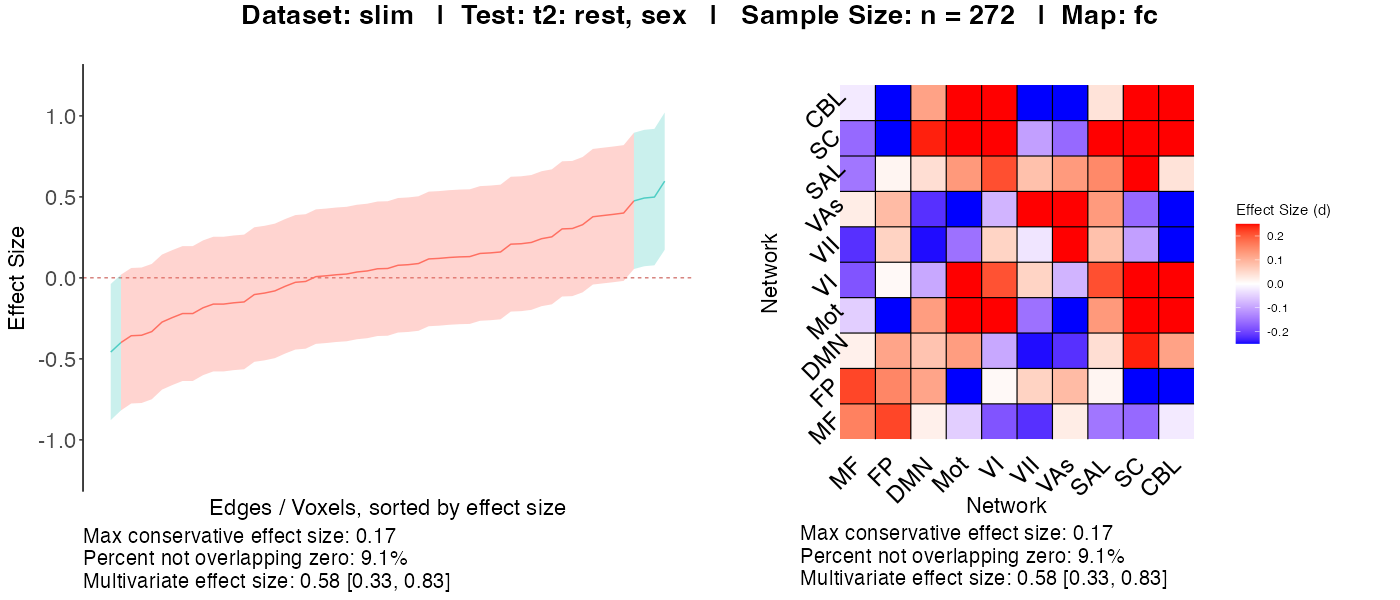 Dataset: slim   |   Test: t2: rest, sex   |   Sample Size: n = 272   |   Map: fc
Effect Size
1.0
0.5
0.0
-0.5
-1.0
Edges / Voxels, sorted by effect size
Max conservative effect size: 0.17
Percent not overlapping zero: 9.1%
Multivariate effect size: 0.58 [0.33, 0.83]
Network
CBL
SC
SAL
VAs
VII
VI
Mot
DMN
FP
MF
MF
FP
DMN
Mot
VI
VII
VAs
SAL
SC
CBL
Network
Max conservative effect size: 0.17
Percent not overlapping zero: 9.1%
Multivariate effect size: 0.58 [0.33, 0.83]
Effect Size (d)
0.2
0.1
0.0
-0.1
-0.2